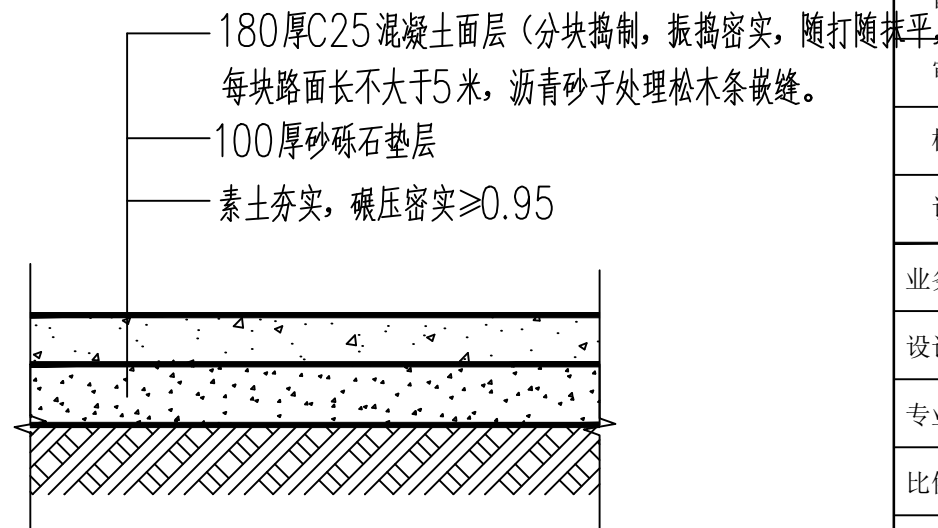 180厚C25混凝土面层（分块捣制，振捣密实，随打随抹平，
每块路面长不大于5米，沥青砂子处理松木条嵌缝。
100厚砂砾石垫层
素土夯实，碾压密实≥0.95
业
设
专
比